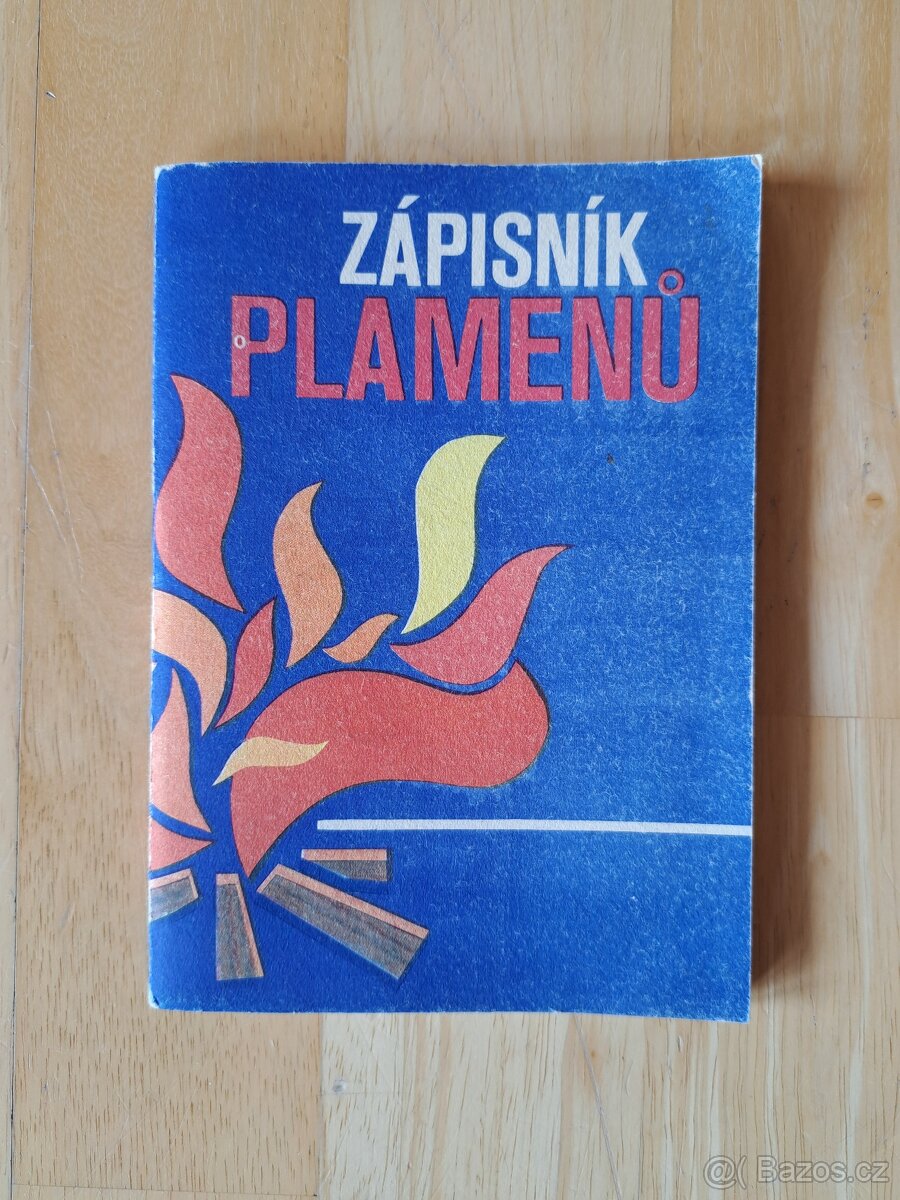 ZÁPISNÍK
PLAMENŮ
@( Bazos.cz